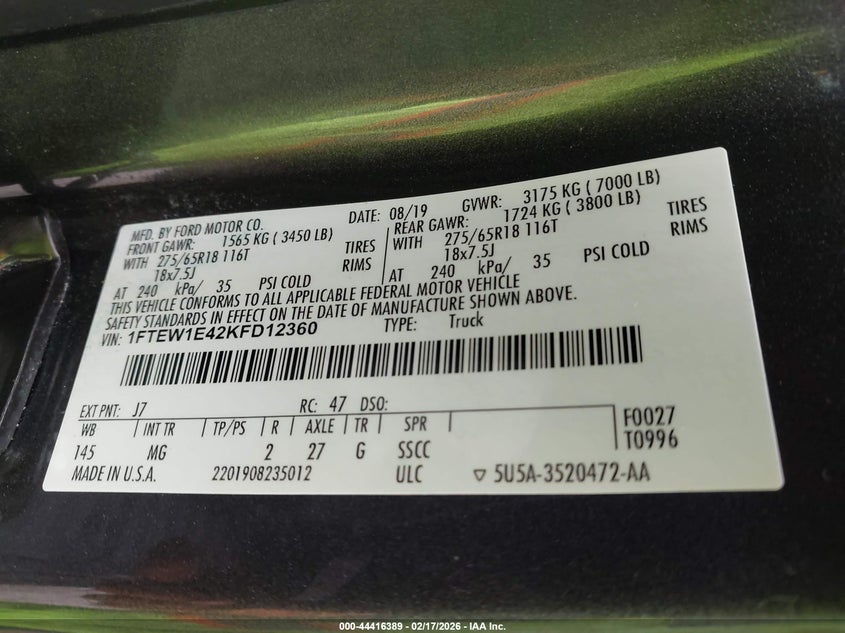 MFD. BY FORD MOTOR CO. DATE: 08/19 GVWR: 3175 KG ( 7000 LB)
FRONT GAWR: 1565 KG ( 3450 LB) REAR GAWR: 1724 KG ( 3800 LB)
WITH 275/65R18 116T TIRES WITH 275/65R18 116T TIRES
18x7.5J RIMS 18x7.5J RIMS
AT 240 kPa/ 35 PSI COLD AT 240 kPa/ 35 PSI COLD
THIS VEHICLE CONFORMS TO ALL APPLICABLE FEDERAL MOTOR VEHICLE
SAFETY STANDARDS IN EFFECT ON THE DATE OF MANUFACTURE SHOWN ABOVE.
VIN: 1FTEW1E42KFD12360 TYPE: Truck
EXT PNT: J7 RC: 47 DSO:
WB INT TR TP/PS R AXLE TR SPR F0027
145 MG 2 27 G SSCC T0996
MADE IN U.S.A. 2201908235012 ULC ▽ 5U5A-3520472-AA
000-44416389 — 02/17/2026 — IAA Inc.